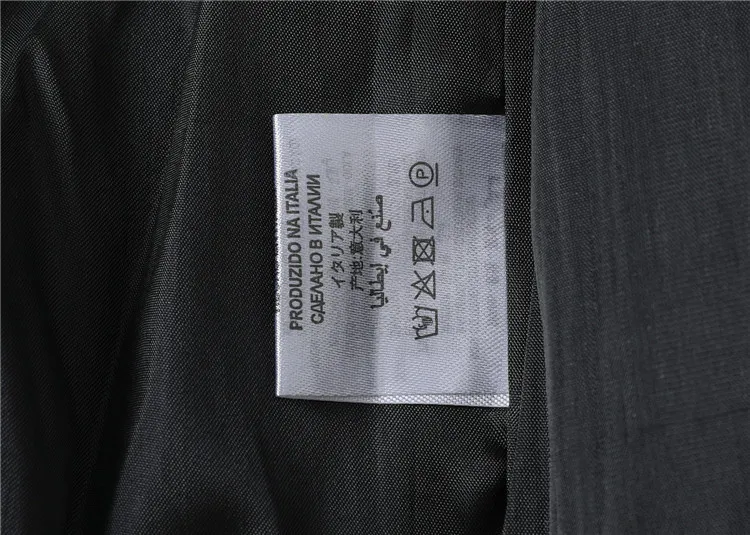 PRODUZIDO NA ITALIA
СДЕЛАНО В ИТАЛИИ
イタリア製
产地:意大利
صنع في إيطاليا
P